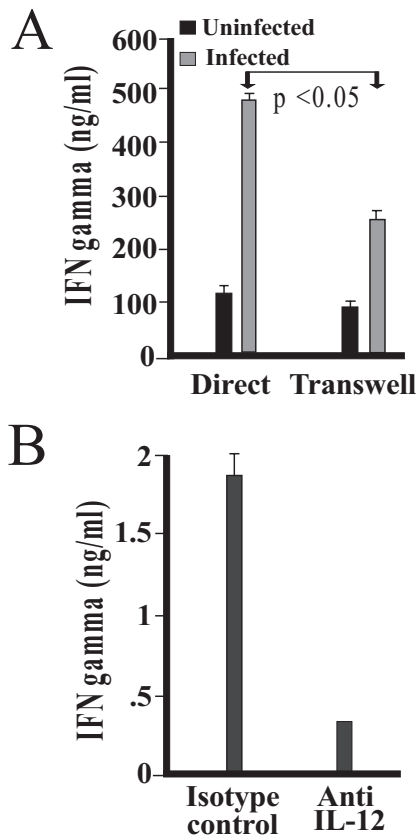 A
Uninfected
Infected
p <0.05
IFN gamma (ng/ml)
600
500
400
300
200
100
0
Direct Transwell
B
IFN gamma (ng/ml)
2
1.5
1
.5
0
Isotype control
Anti IL-12